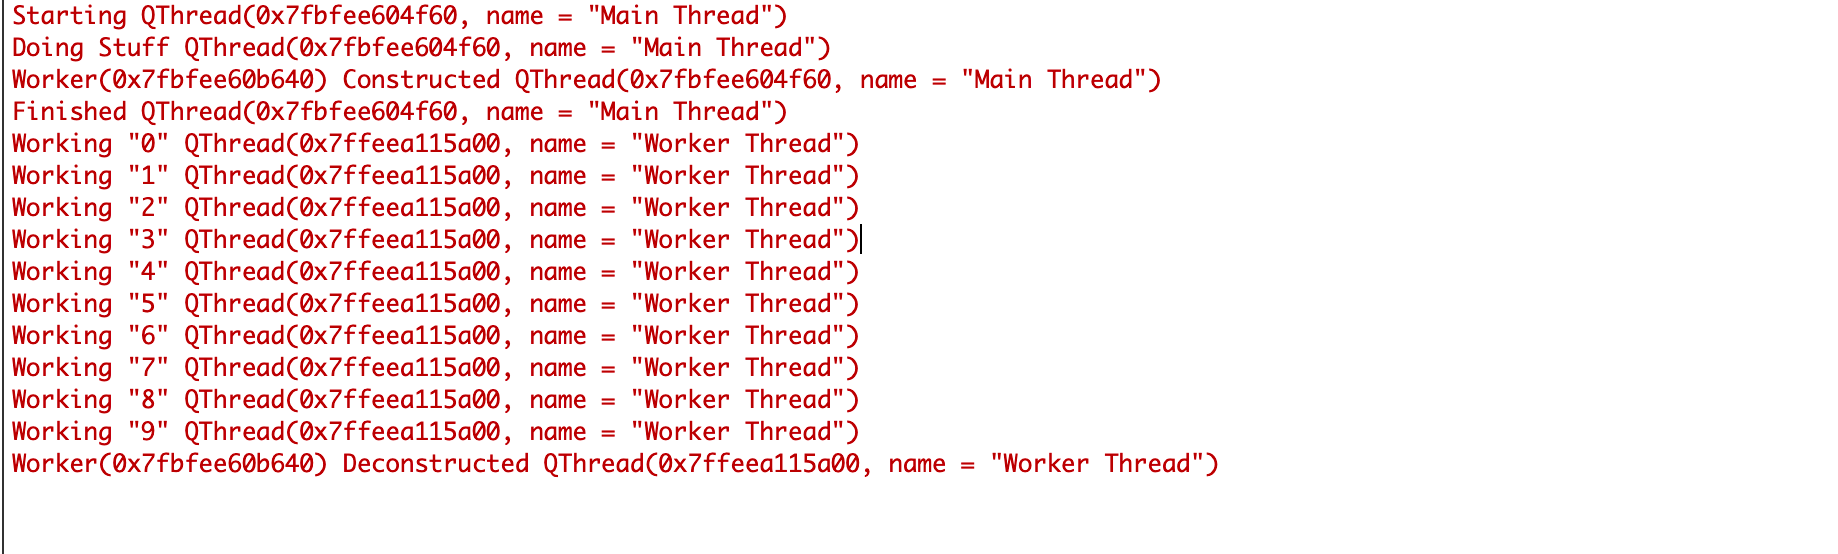 Starting QThread(0x7fbfee604f60, name = "Main Thread")
Doing Stuff QThread(0x7fbfee604f60, name = "Main Thread")
Worker(0x7fbfee60b640) Constructed QThread(0x7fbfee604f60, name = "Main Thread")
Finished QThread(0x7fbfee604f60, name = "Main Thread")
Working "0" QThread(0x7ffeea115a00, name = "Worker Thread")
Working "1" QThread(0x7ffeea115a00, name = "Worker Thread")
Working "2" QThread(0x7ffeea115a00, name = "Worker Thread")
Working "3" QThread(0x7ffeea115a00, name = "Worker Thread")
Working "4" QThread(0x7ffeea115a00, name = "Worker Thread")
Working "5" QThread(0x7ffeea115a00, name = "Worker Thread")
Working "6" QThread(0x7ffeea115a00, name = "Worker Thread")
Working "7" QThread(0x7ffeea115a00, name = "Worker Thread")
Working "8" QThread(0x7ffeea115a00, name = "Worker Thread")
Working "9" QThread(0x7ffeea115a00, name = "Worker Thread")
Worker(0x7fbfee60b640) Deconstructed QThread(0x7ffeea115a00, name = "Worker Thread")